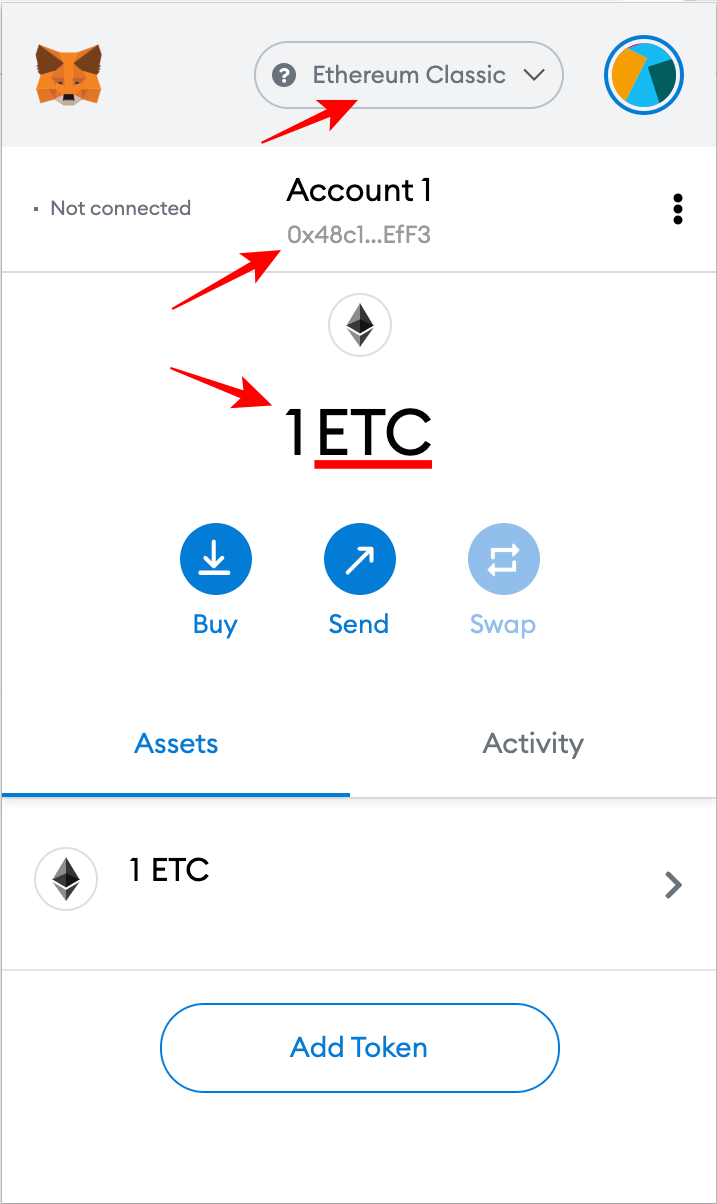 ? Ethereum Classic
Not connected
Account 1
0x48c1...EfF3
1 ETC
Buy Send Swap
Assets Activity
1 ETC
Add Token